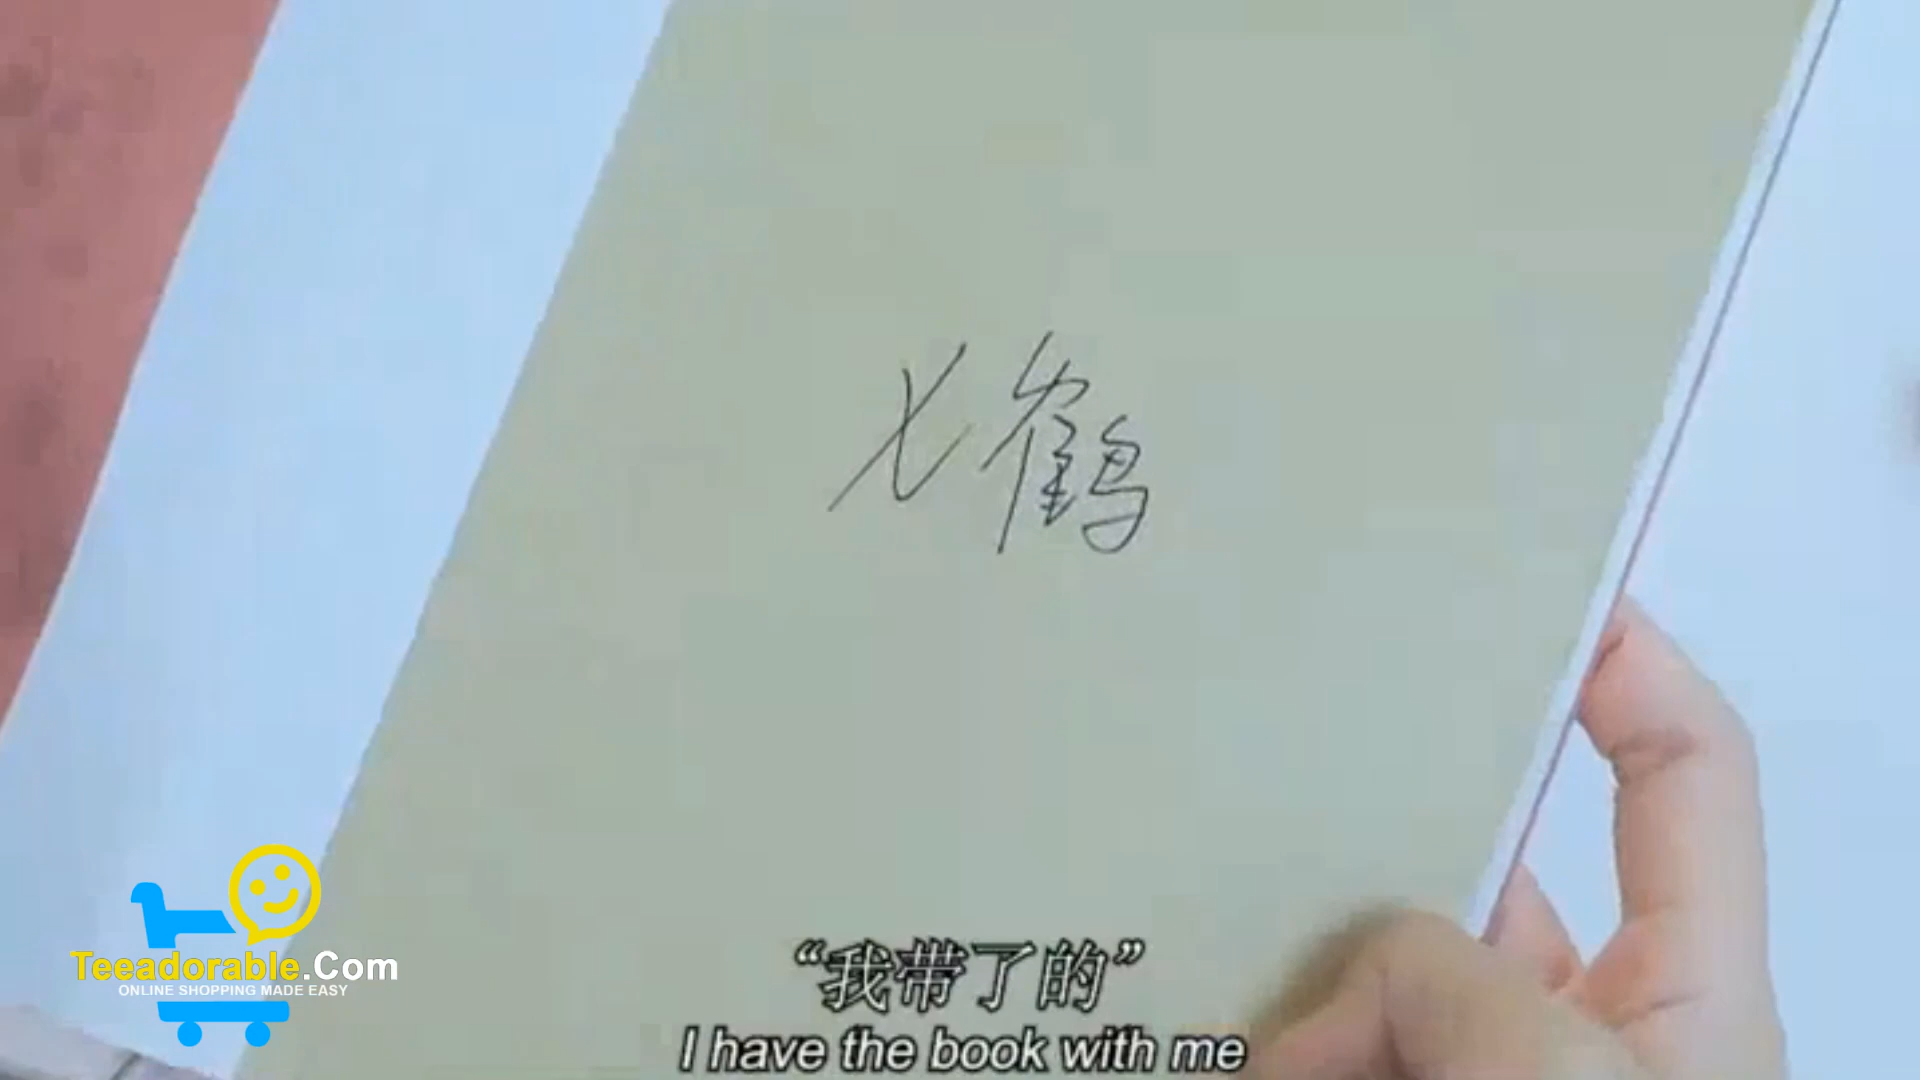 七鹤
Teeadorable.Com
ONLINE SHOPPING MADE EASY
“我带了的”
I have the book with me